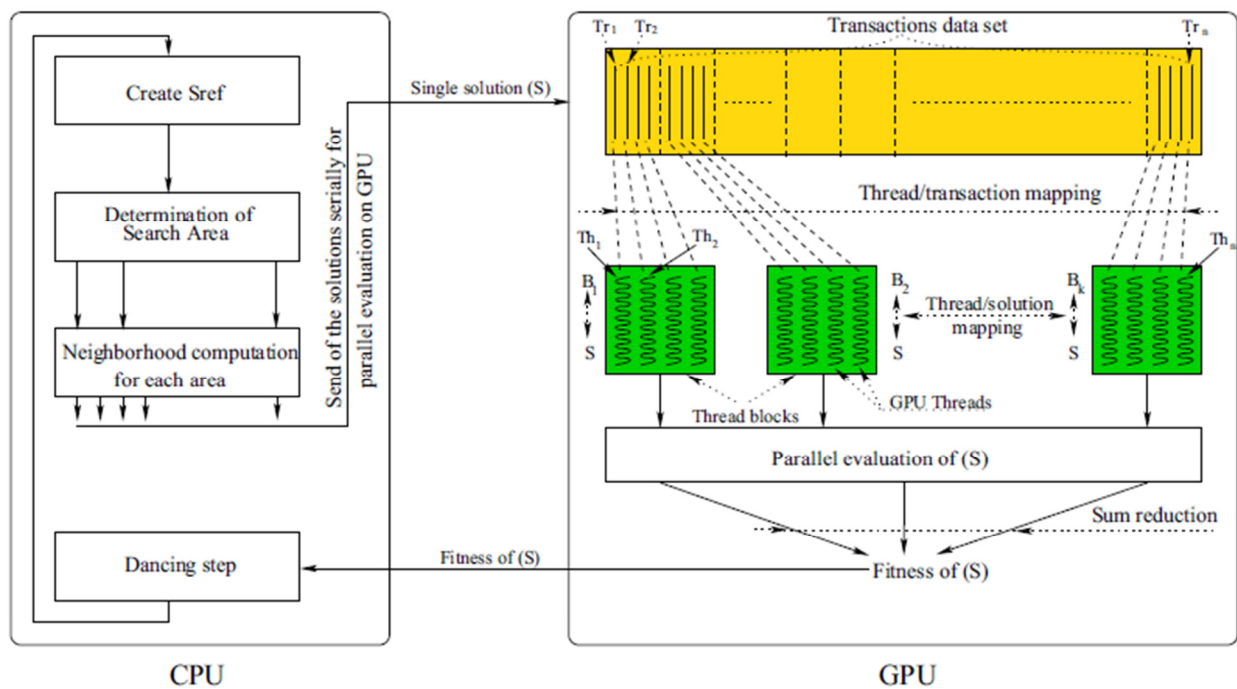 Create Sref
Determination of
Search Area
Neighborhood computation
for each area
Dancing step
CPU
Send of the solutions serially for
parallel evaluation on GPU
Single solution (S)
Fitness of (S)
Tr1 Tr2 Transactions data set Tr n
Thread/transaction mapping
Th1 Th2 Th n
B1 B2 Bk
Thread/solution
mapping
S S S
Thread blocks GPU Threads
Parallel evaluation of (S)
Sum reduction
Fitness of (S)
GPU